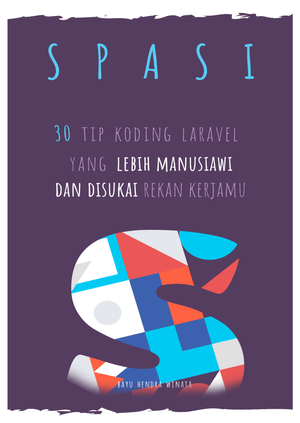 SPASI
30 TIP KODING LARAVEL
YANG LEBIH MANUSIAWI
DAN DISUKAI REKAN KERJAMU
BAYU HENDRA WINATA